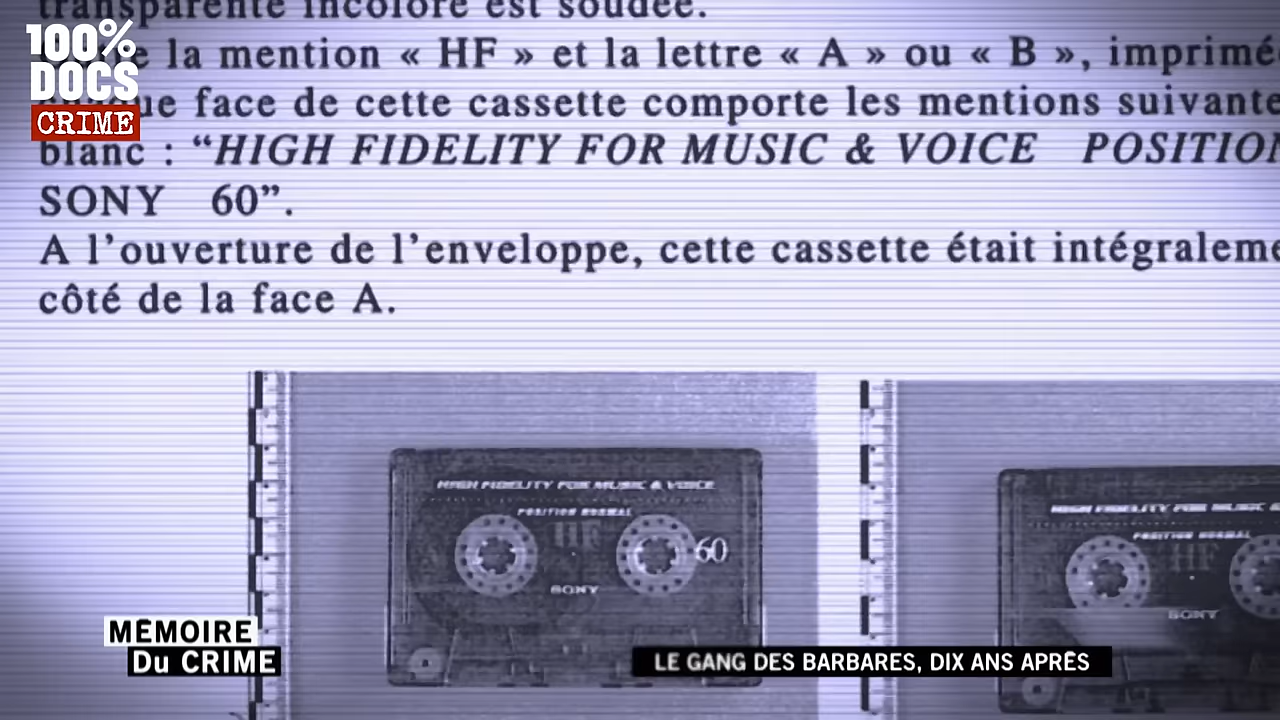 transparente incolore est soudée.
la mention « HF » et la lettre « A » ou « B », imprimé
face de cette cassette comporte les mentions suivante
blanc : “HIGH FIDELITY FOR MUSIC & VOICE POSITION
SONY 60”.
A l’ouverture de l’enveloppe, cette cassette était intégraleme
côté de la face A.
100%
DOCS
CRIME
HIGH FIDELITY FOR MUSIC & VOICE
POSITION NORMAL
HF
60
SONY
HIGH FIDELITY FOR MUSIC &
POSITION NORMAL
HF
SONY
MÉMOIRE
Du CRIME
LE GANG DES BARBARES, DIX ANS APRÈS